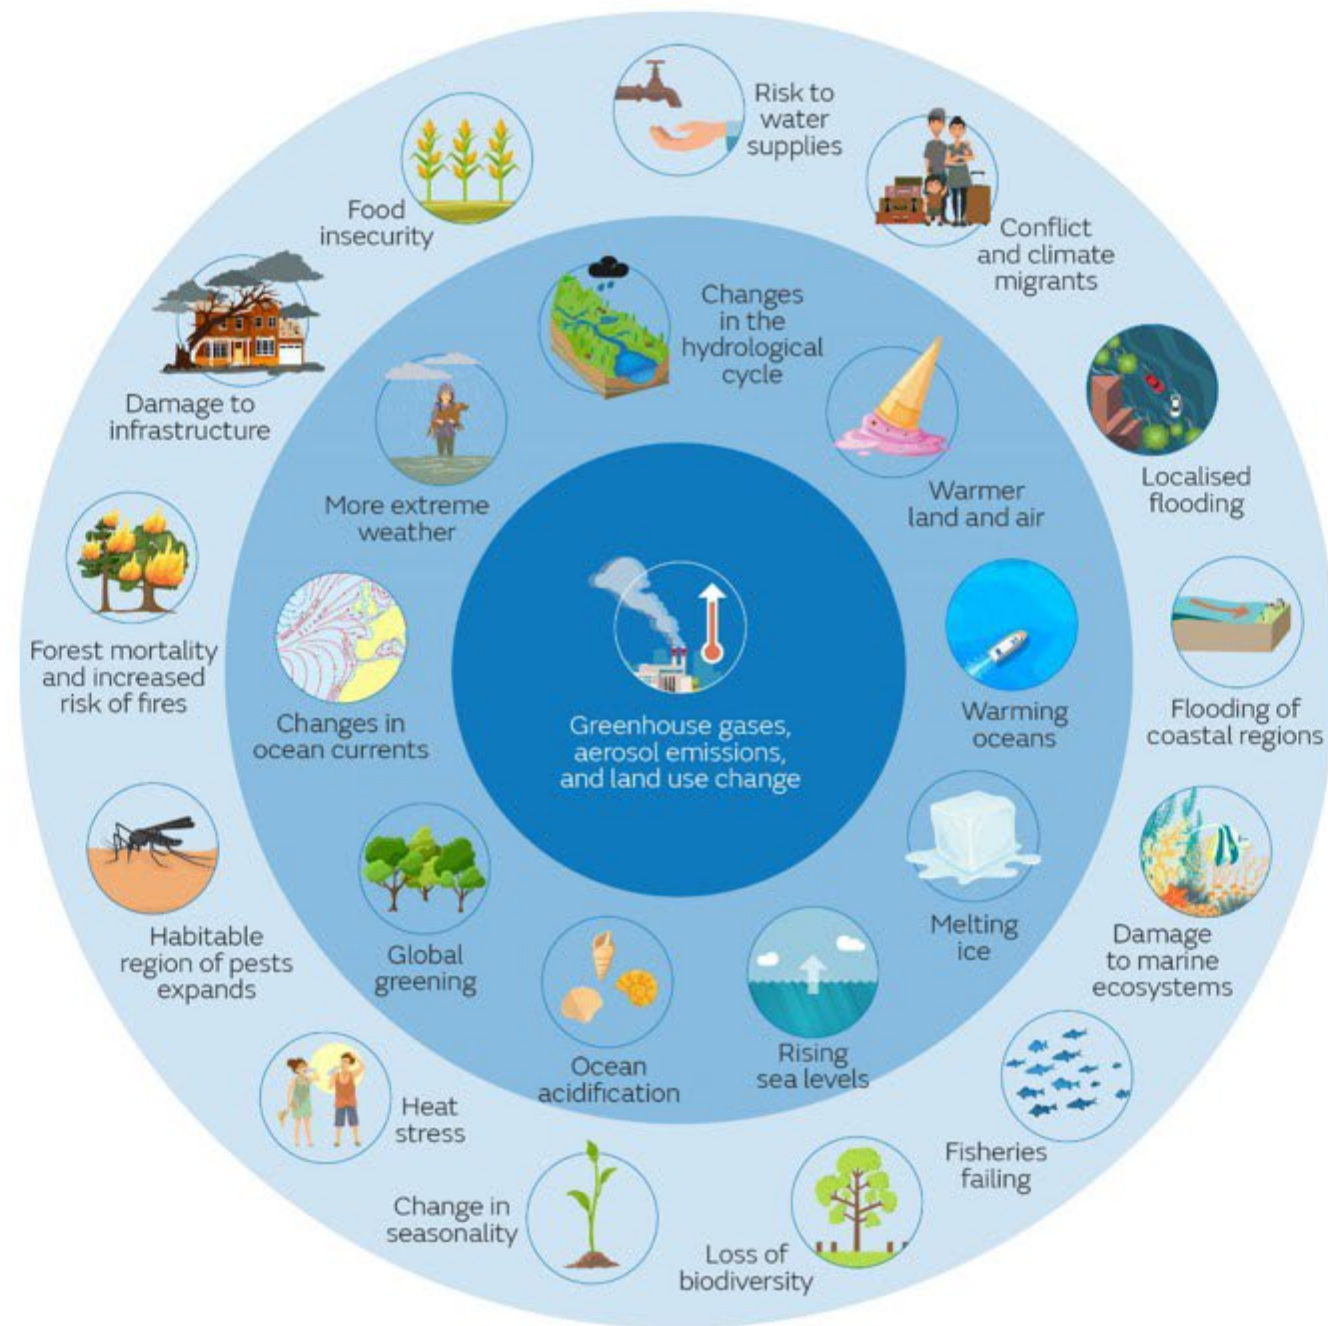 Risk to
water
supplies
Conflict
and climate
migrants
Localised
flooding
Flooding of
coastal regions
Damage
to marine
ecosystems
Fisheries
failing
Loss of
biodiversity
Change in
seasonality
Heat
stress
Habitable
region of pests
expands
Forest mortality
and increased
risk of fires
Damage to
infrastructure
Food
insecurity
Changes
in the
hydrological
cycle
Warmer
land and air
Warming
oceans
Melting
ice
Rising
sea levels
Ocean
acidification
Global
greening
Changes in
ocean currents
More extreme
weather
Greenhouse gases,
aerosol emissions,
and land use change